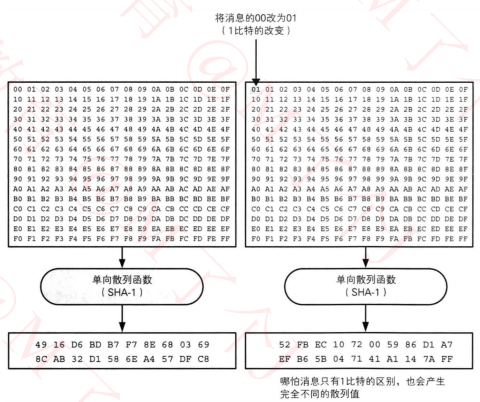 将消息的00改为01
（1比特的改变）
00 01 02 03 04 05 06 07 08 09 0A 0B 0C 0D 0E 0F
10 11 12 13 14 15 16 17 18 19 1A 1B 1C 1D 1E 1F
20 21 22 23 24 25 26 27 28 29 2A 2B 2C 2D 2E 2F
30 31 32 33 34 35 36 37 38 39 3A 3B 3C 3D 3E 3F
40 41 42 43 44 45 46 47 48 49 4A 4B 4C 4D 4E 4F
50 51 52 53 54 55 56 57 58 59 5A 5B 5C 5D 5E 5F
60 61 62 63 64 65 66 67 68 69 6A 6B 6C 6D 6E 6F
70 71 72 73 74 75 76 77 78 79 7A 7B 7C 7D 7E 7F
80 81 82 83 84 85 86 87 88 89 8A 8B 8C 8D 8E 8F
90 91 92 93 94 95 96 97 98 99 9A 9B 9C 9D 9E 9F
A0 A1 A2 A3 A4 A5 A6 A7 A8 A9 AA AB AC AD AE AF
B0 B1 B2 B3 B4 B5 B6 B7 B8 B9 BA BB BC BD BE BF
C0 C1 C2 C3 C4 C5 C6 C7 C8 C9 CA CB CC CD CE CF
D0 D1 D2 D3 D4 D5 D6 D7 D8 D9 DA DB DC DD DE DF
E0 E1 E2 E3 E4 E5 E6 E7 E8 E9 EA EB EC ED EE EF
F0 F1 F2 F3 F4 F5 F6 F7 F8 F9 FA FB FC FD FE FF
01 01 02 03 04 05 06 07 08 09 0A 0B 0C 0D 0E 0F
10 11 12 13 14 15 16 17 18 19 1A 1B 1C 1D 1E 1F
20 21 22 23 24 25 26 27 28 29 2A 2B 2C 2D 2E 2F
30 31 32 33 34 35 36 37 38 39 3A 3B 3C 3D 3E 3F
40 41 42 43 44 45 46 47 48 49 4A 4B 4C 4D 4E 4F
50 51 52 53 54 55 56 57 58 59 5A 5B 5C 5D 5E 5F
60 61 62 63 64 65 66 67 68 69 6A 6B 6C 6D 6E 6F
70 71 72 73 74 75 76 77 78 79 7A 7B 7C 7D 7E 7F
80 81 82 83 84 85 86 87 88 89 8A 8B 8C 8D 8E 8F
90 91 92 93 94 95 96 97 98 99 9A 9B 9C 9D 9E 9F
A0 A1 A2 A3 A4 A5 A6 A7 A8 A9 AA AB AC AD AE AF
B0 B1 B2 B3 B4 B5 B6 B7 B8 B9 BA BB BC BD BE BF
C0 C1 C2 C3 C4 C5 C6 C7 C8 C9 CA CB CC CD CE CF
D0 D1 D2 D3 D4 D5 D6 D7 D8 D9 DA DB DC DD DE DF
E0 E1 E2 E3 E4 E5 E6 E7 E8 E9 EA EB EC ED EE EF
F0 F1 F2 F3 F4 F5 F6 F7 F8 F9 FA FB FC FD FE FF
单向散列函数
（SHA-1）
单向散列函数
（SHA-1）
49 16 D6 BD B7 F7 8E 68 03 69
8C AB 32 D1 58 6E A4 57 DF C8
52 FB EC 10 72 00 59 86 D1 A7
EF B6 5B 04 71 41 A1 14 7A FF
哪怕消息只有1比特的区别，也会产生
完全不同的散列值